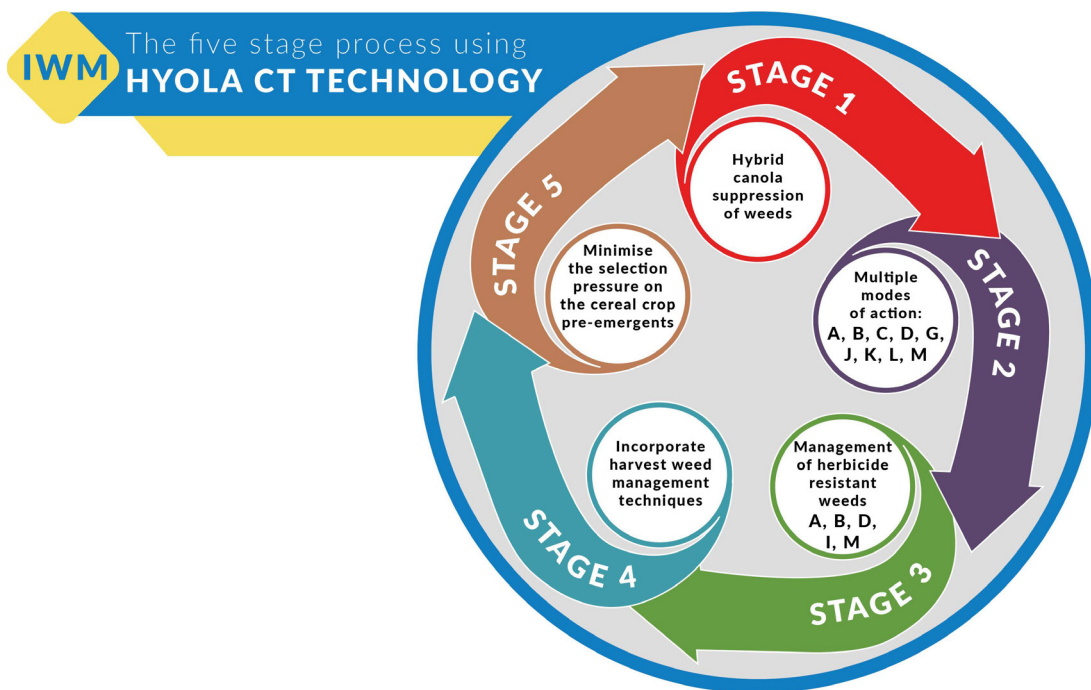 IWM
The five stage process using
HYOLA CT TECHNOLOGY
STAGE 1
Hybrid
canola
suppression
of weeds
STAGE 2
Multiple
modes
of action:
A, B, C, D, G,
J, K, L, M
STAGE 3
Management
of herbicide
resistant
weeds
A, B, D,
I, M
STAGE 4
Incorporate
harvest weed
management
techniques
STAGE 5
Minimise
the selection
pressure on
the cereal crop
pre-emergents